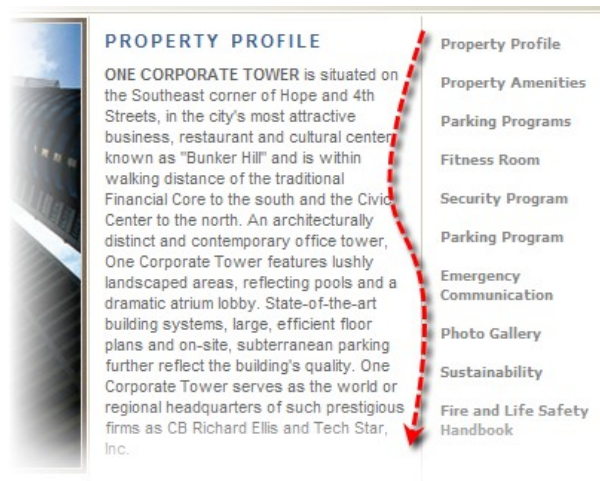 PROPERTY PROFILE
ONE CORPORATE TOWER is situated on
the Southeast corner of Hope and 4th
Streets, in the city's most attractive
business, restaurant and cultural center
known as "Bunker Hill" and is within
walking distance of the traditional
Financial Core to the south and the Civic
Center to the north. An architecturally
distinct and contemporary office tower,
One Corporate Tower features lushly
landscaped areas, reflecting pools and a
dramatic atrium lobby. State-of-the-art
building systems, large, efficient floor
plans and on-site, subterranean parking
further reflect the building's quality. One
Corporate Tower serves as the world or
regional headquarters of such prestigious
firms as CB Richard Ellis and Tech Star,
Inc.
Property Profile
Property Amenities
Parking Programs
Fitness Room
Security Program
Parking Program
Emergency
Communication
Photo Gallery
Sustainability
Fire and Life Safety
Handbook